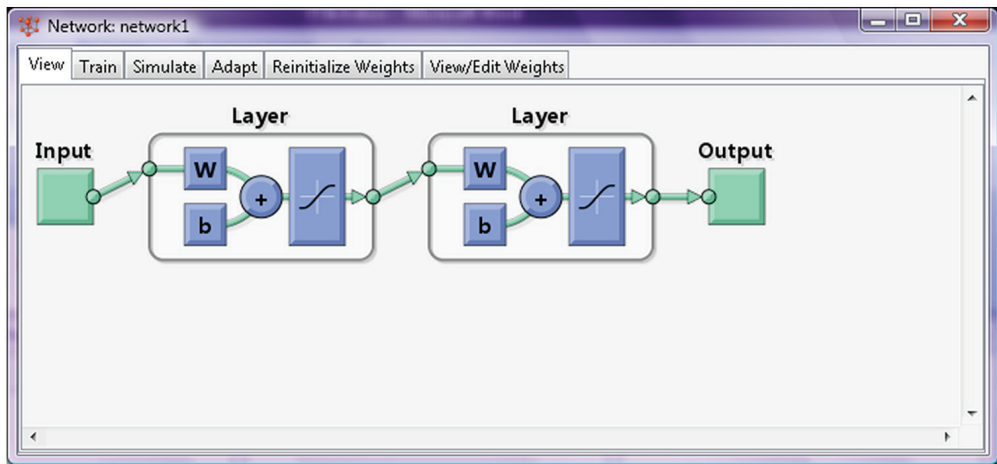 Network: network1
View Train Simulate Adapt Reinitialize Weights View/Edit Weights
Layer Layer
Input Output
W W
+ +
b b